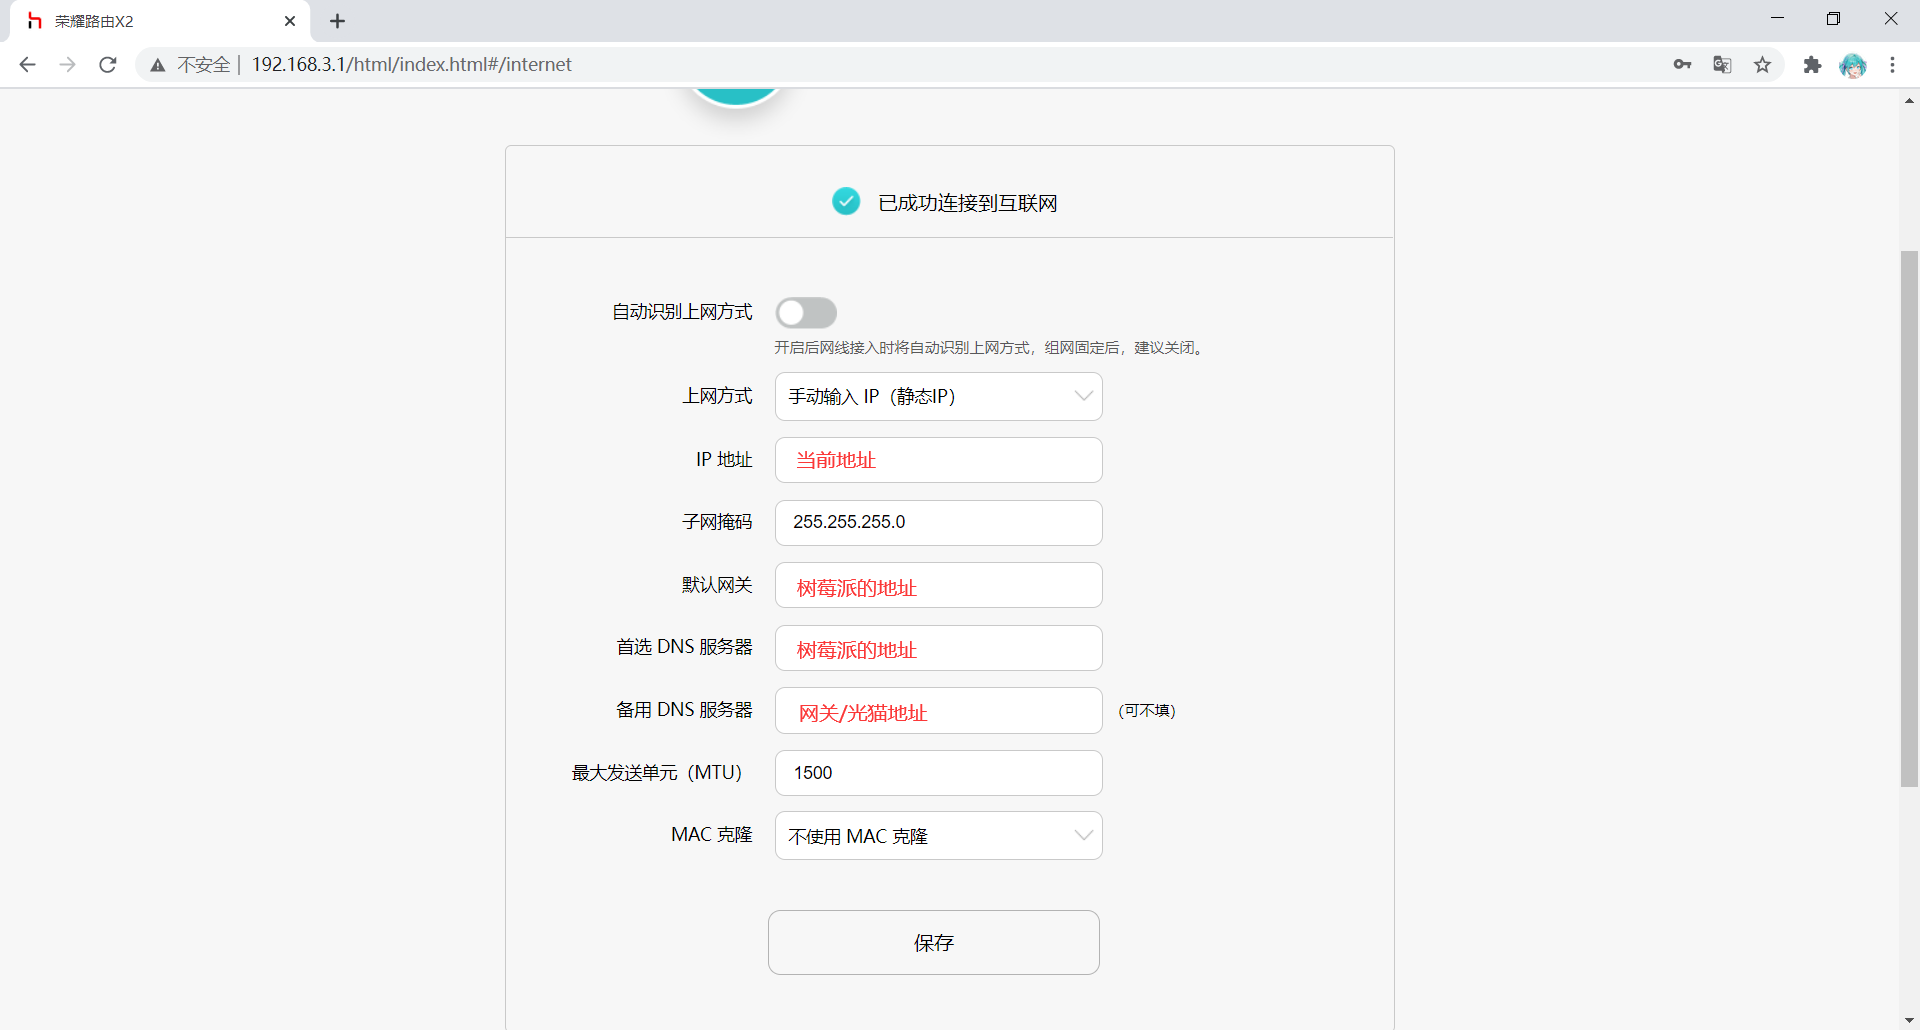 荣耀路由X2
不安全 | 192.168.3.1/html/index.html#/internet
已成功连接到互联网
自动识别上网方式
开启后网线接入时将自动识别上网方式，组网固定后，建议关闭。
上网方式 手动输入 IP（静态IP）
IP 地址 当前地址
子网掩码 255.255.255.0
默认网关 树莓派的地址
首选 DNS 服务器 树莓派的地址
备用 DNS 服务器 网关/光猫地址 (可不填)
最大发送单元（MTU） 1500
MAC 克隆 不使用 MAC 克隆
保存